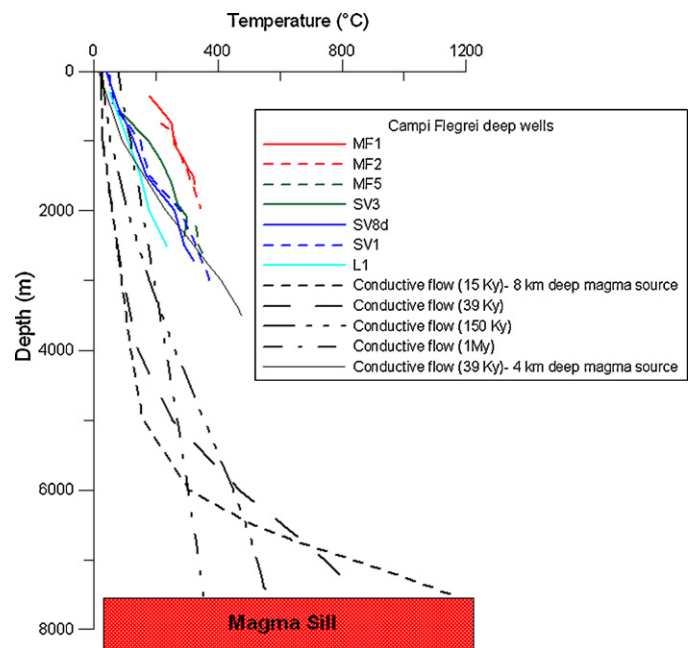 Temperature (°C)
0 400 800 1200
0
2000
4000
6000
8000
Depth (m)
Campi Flegrei deep wells
MF1
MF2
MF5
SV3
SV8d
SV1
L1
Conductive flow (15 Ky)- 8 km deep magma source
Conductive flow (39 Ky)
Conductive flow (150 Ky)
Conductive flow (1My)
Conductive flow (39 Ky)- 4 km deep magma source
Magma Sill